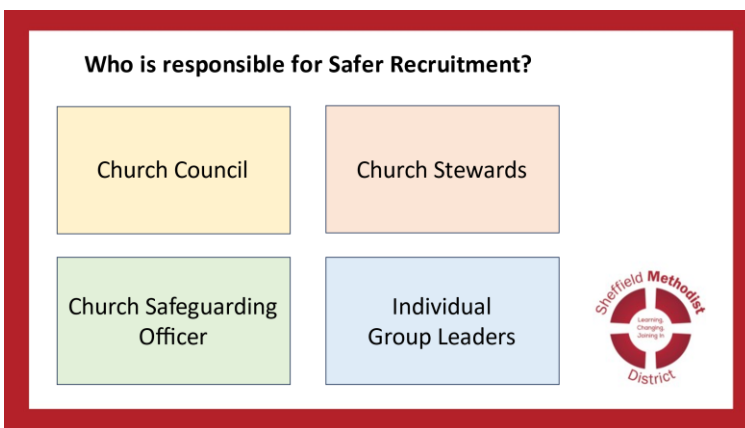 Who is responsible for Safer Recruitment?
Church Council
Church Stewards
Church Safeguarding
Officer
Individual
Group Leaders
Sheffield Methodist
Learning,
Changing,
Joining In
District